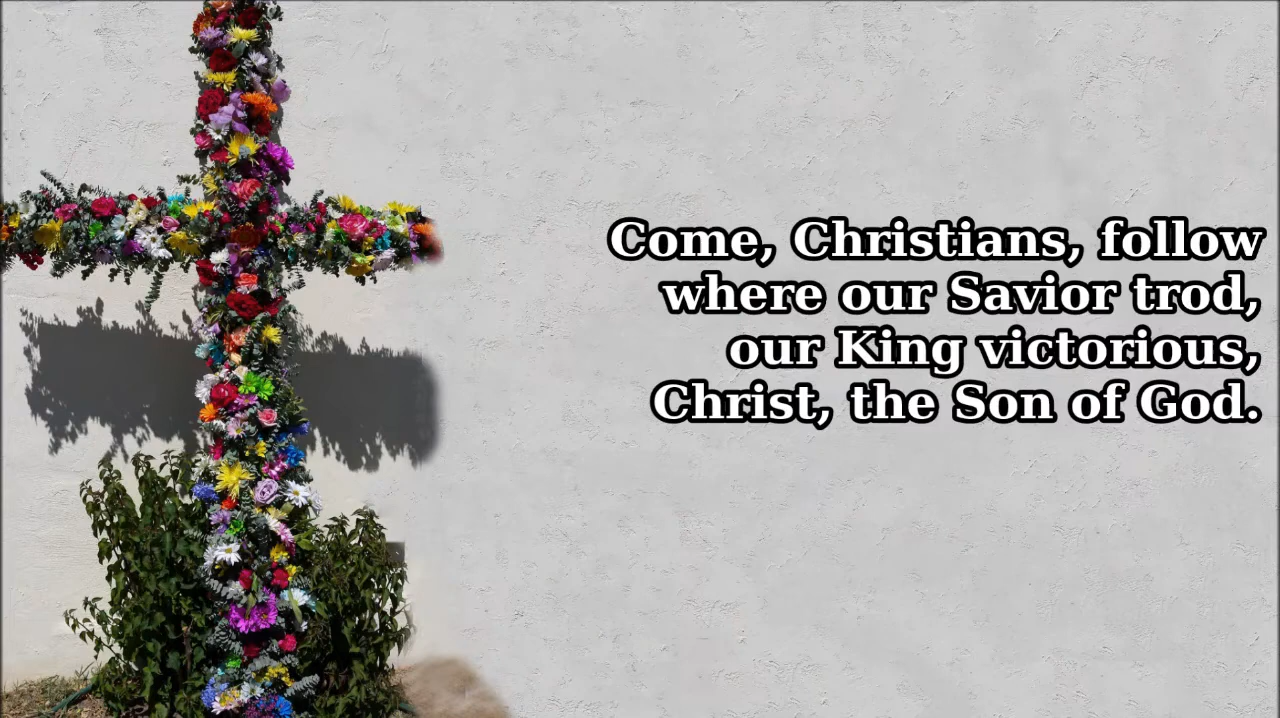 Come, Christians, follow
where our Savior trod,
our King victorious,
Christ, the Son of God.